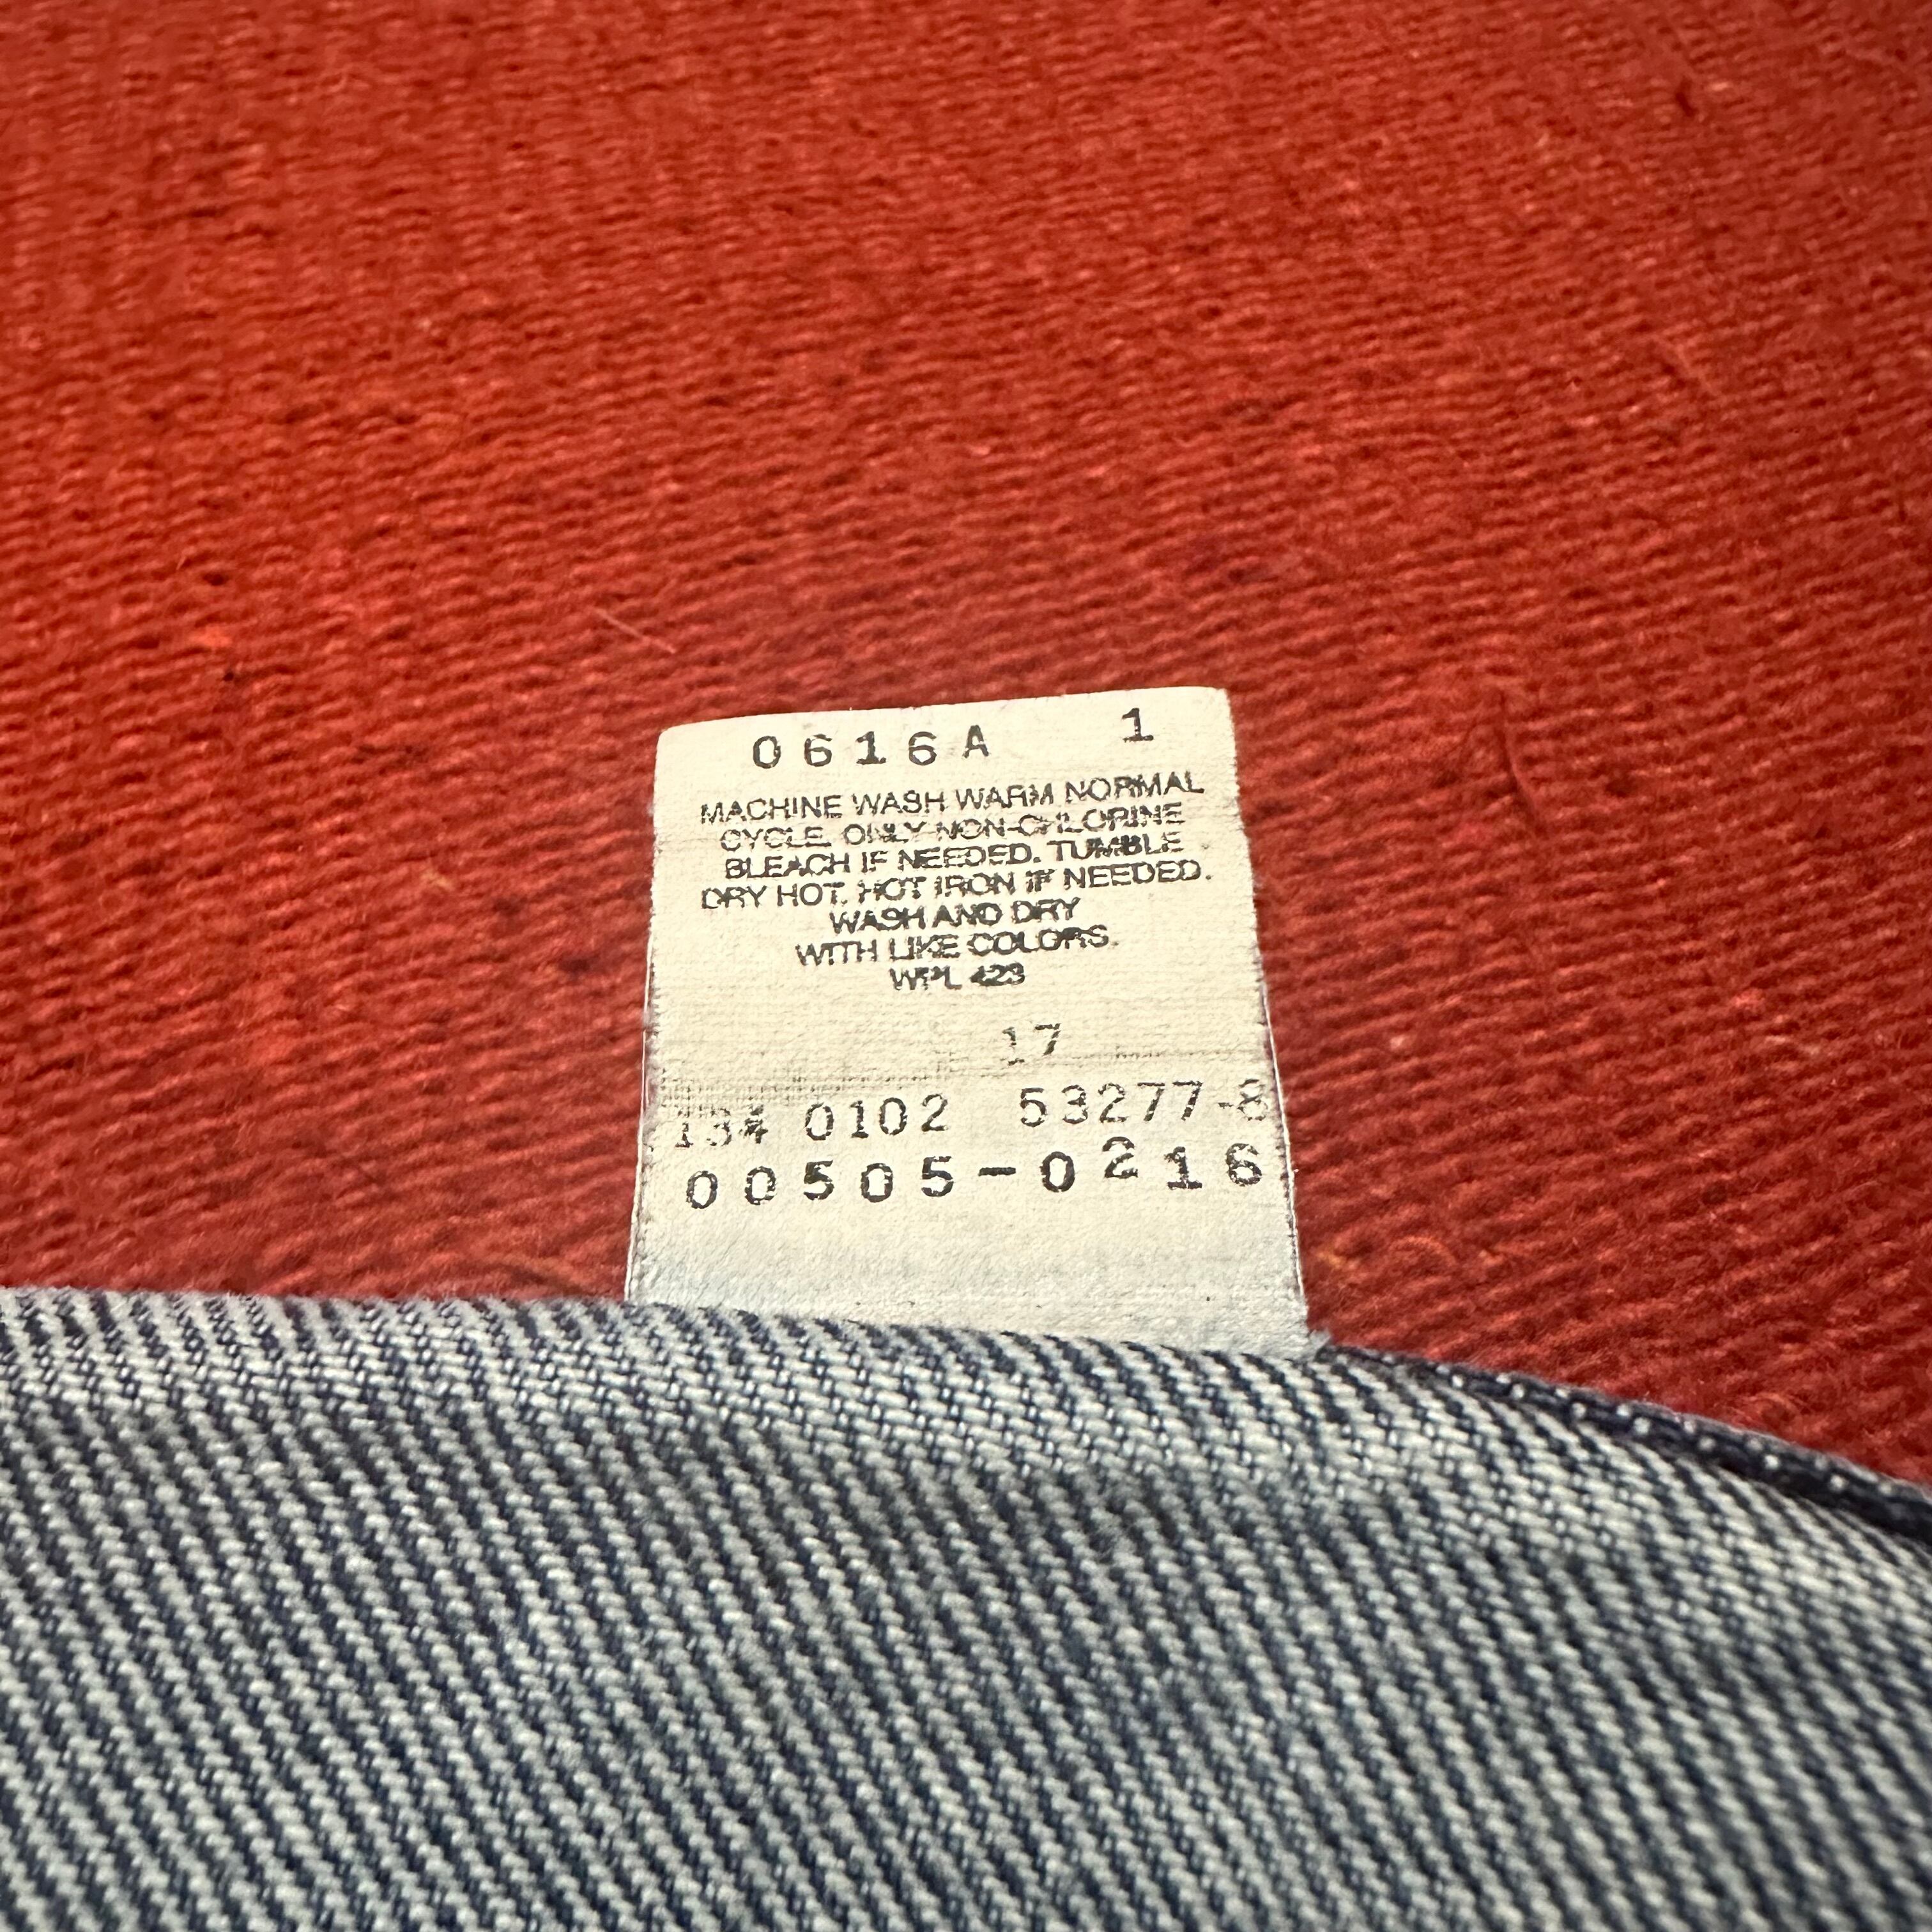 0616A 1
MACHINE WASH WARM NORMAL
CYCLE. ONLY NON-CHLORINE
BLEACH IF NEEDED. TUMBLE
DRY HOT. HOT IRON IF NEEDED.
WASH AND DRY
WITH LIKE COLORS.
WPL 423
17
134 0102 53277-8
00505-0216